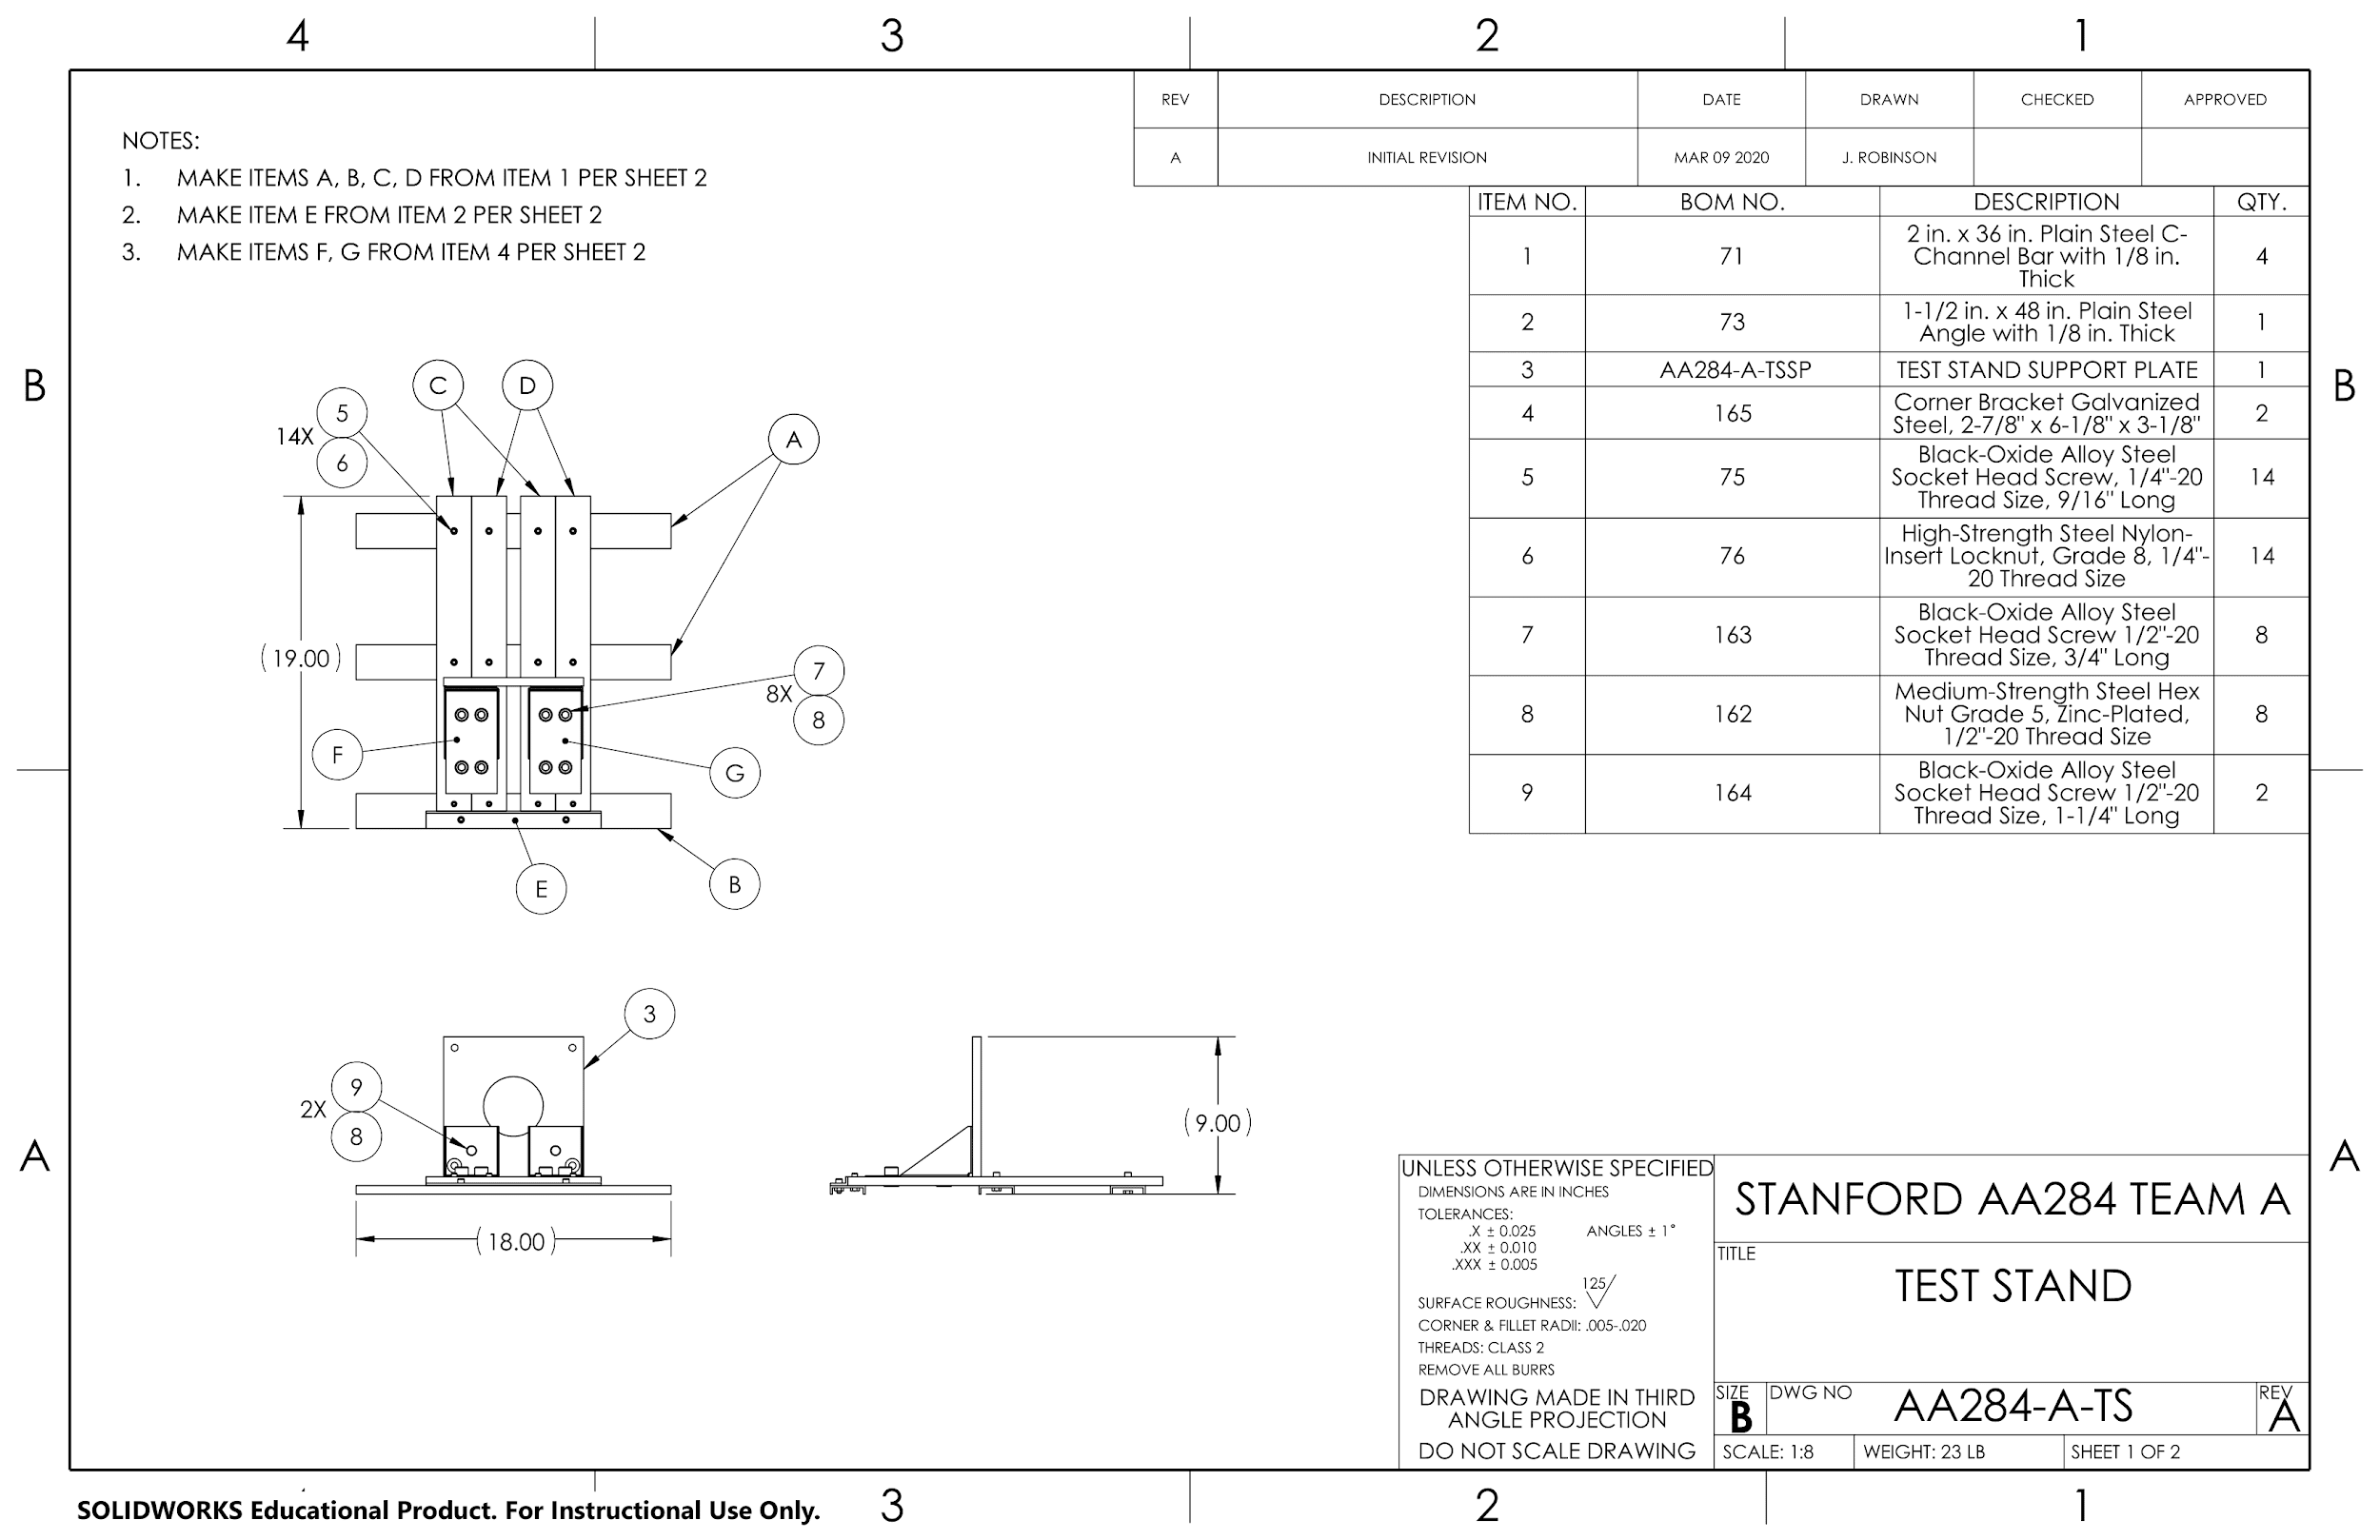 4 3 2 1
REV DESCRIPTION DATE DRAWN CHECKED APPROVED
A INITIAL REVISION MAR 09 2020 J. ROBINSON
NOTES:
1. MAKE ITEMS A, B, C, D FROM ITEM 1 PER SHEET 2
2. MAKE ITEM E FROM ITEM 2 PER SHEET 2
3. MAKE ITEMS F, G FROM ITEM 4 PER SHEET 2
ITEM NO. BOM NO. DESCRIPTION QTY.
1 71 2 in. x 36 in. Plain Steel C-
Channel Bar with 1/8 in.
Thick 4
2 73 1-1/2 in. x 48 in. Plain Steel
Angle with 1/8 in. Thick 1
3 AA284-A-TSSP TEST STAND SUPPORT PLATE 1
4 165 Corner Bracket Galvanized
Steel, 2-7/8" x 6-1/8" x 3-1/8" 2
5 75 Black-Oxide Alloy Steel
Socket Head Screw, 1/4"-20
Thread Size, 9/16" Long 14
6 76 High-Strength Steel Nylon-
Insert Locknut, Grade 8, 1/4"-
20 Thread Size 14
7 163 Black-Oxide Alloy Steel
Socket Head Screw 1/2"-20
Thread Size, 3/4" Long 8
8 162 Medium-Strength Steel Hex
Nut Grade 5, Zinc-Plated,
1/2"-20 Thread Size 8
9 164 Black-Oxide Alloy Steel
Socket Head Screw 1/2"-20
Thread Size, 1-1/4" Long 2
B B
C D
5
14X
6
A
(19.00)
7
8X
8
F
G
E
B
3
9
2X
8
(18.00)
(9.00)
A A
UNLESS OTHERWISE SPECIFIED
DIMENSIONS ARE IN INCHES
TOLERANCES:
.X ± 0.025 ANGLES ± 1°
.XX ± 0.010
.XXX ± 0.005
125
SURFACE ROUGHNESS:
CORNER & FILLET RADII: .005-.020
THREADS: CLASS 2
REMOVE ALL BURRS
DRAWING MADE IN THIRD
ANGLE PROJECTION
DO NOT SCALE DRAWING
STANFORD AA284 TEAM A
TITLE
TEST STAND
SIZE
B
DWG NO
AA284-A-TS
REV
A
SCALE: 1:8 WEIGHT: 23 LB SHEET 1 OF 2
SOLIDWORKS Educational Product. For Instructional Use Only.
3 2 1